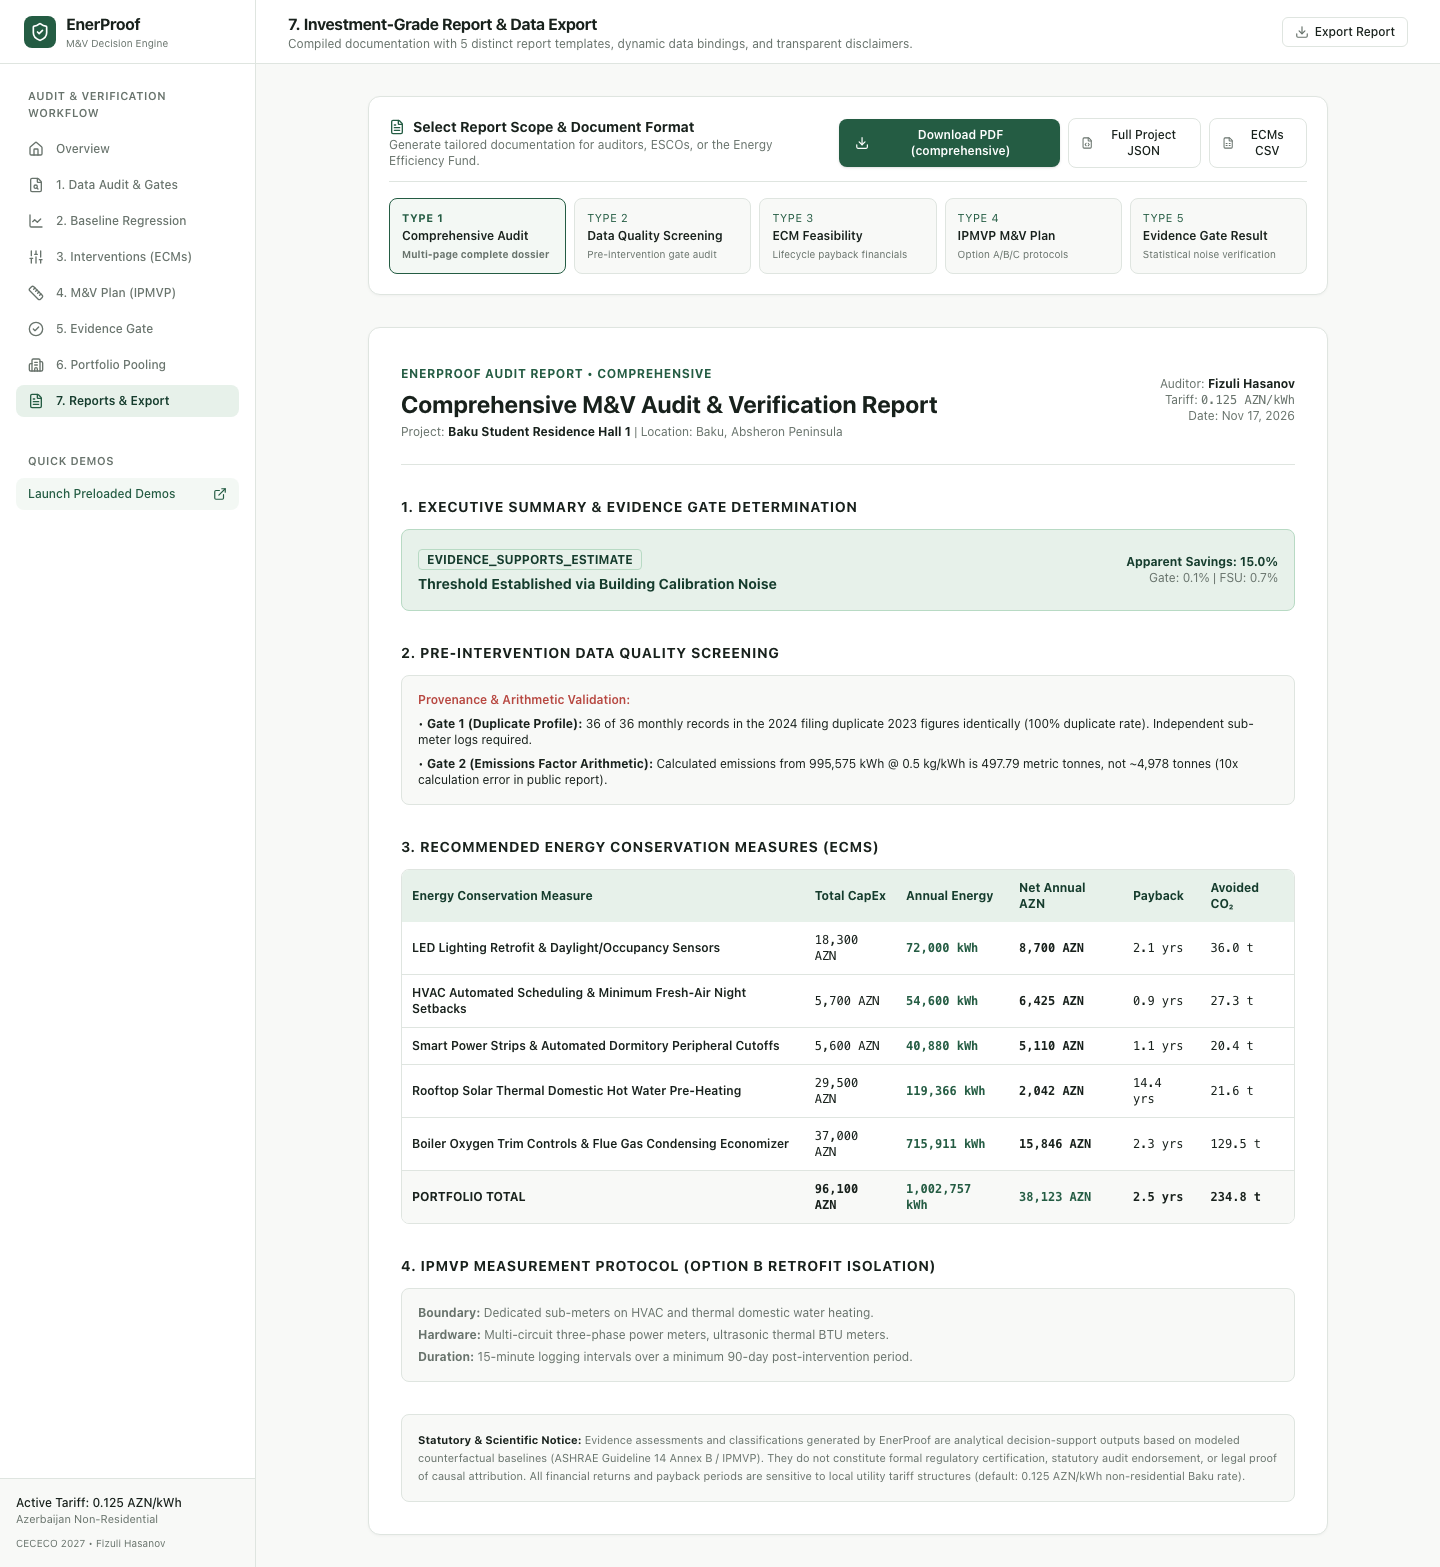 EnerProof
M&V Decision Engine
AUDIT & VERIFICATION
WORKFLOW
Overview
1. Data Audit & Gates
2. Baseline Regression
3. Interventions (ECMs)
4. M&V Plan (IPMVP)
5. Evidence Gate
6. Portfolio Pooling
7. Reports & Export
QUICK DEMOS
Launch Preloaded Demos
Active Tariff: 0.125 AZN/kWh
Azerbaijan Non-Residential
CECECO 2027 • Fizuli Hasanov
7. Investment-Grade Report & Data Export
Compiled documentation with 5 distinct report templates, dynamic data bindings, and transparent disclaimers.
Export Report
Select Report Scope & Document Format
Generate tailored documentation for auditors, ESCOs, or the Energy
Efficiency Fund.
Download PDF
(comprehensive)
Full Project
JSON
ECMs
CSV
TYPE 1
Comprehensive Audit
Multi-page complete dossier
TYPE 2
Data Quality Screening
Pre-intervention gate audit
TYPE 3
ECM Feasibility
Lifecycle payback financials
TYPE 4
IPMVP M&V Plan
Option A/B/C protocols
TYPE 5
Evidence Gate Result
Statistical noise verification
ENERPROOF AUDIT REPORT • COMPREHENSIVE
Comprehensive M&V Audit & Verification Report
Project: Baku Student Residence Hall 1 | Location: Baku, Absheron Peninsula
Auditor: Fizuli Hasanov
Tariff: 0.125 AZN/kWh
Date: Nov 17, 2026
1. EXECUTIVE SUMMARY & EVIDENCE GATE DETERMINATION
EVIDENCE_SUPPORTS_ESTIMATE
Threshold Established via Building Calibration Noise
Apparent Savings: 15.0%
Gate: 0.1% | FSU: 0.7%
2. PRE-INTERVENTION DATA QUALITY SCREENING
Provenance & Arithmetic Validation:
• Gate 1 (Duplicate Profile): 36 of 36 monthly records in the 2024 filing duplicate 2023 figures identically (100% duplicate rate). Independent sub-
meter logs required.
• Gate 2 (Emissions Factor Arithmetic): Calculated emissions from 995,575 kWh @ 0.5 kg/kWh is 497.79 metric tonnes, not ~4,978 tonnes (10x
calculation error in public report).
3. RECOMMENDED ENERGY CONSERVATION MEASURES (ECMS)
Energy Conservation Measure Total CapEx Annual Energy Net Annual AZN Payback Avoided CO₂
LED Lighting Retrofit & Daylight/Occupancy Sensors 18,300 AZN 72,000 kWh 8,700 AZN 2.1 yrs 36.0 t
HVAC Automated Scheduling & Minimum Fresh-Air Night Setbacks 5,700 AZN 54,600 kWh 6,425 AZN 0.9 yrs 27.3 t
Smart Power Strips & Automated Dormitory Peripheral Cutoffs 5,600 AZN 40,880 kWh 5,110 AZN 1.1 yrs 20.4 t
Rooftop Solar Thermal Domestic Hot Water Pre-Heating 29,500 AZN 119,366 kWh 2,042 AZN 14.4 yrs 21.6 t
Boiler Oxygen Trim Controls & Flue Gas Condensing Economizer 37,000 AZN 715,911 kWh 15,846 AZN 2.3 yrs 129.5 t
PORTFOLIO TOTAL 96,100 AZN 1,002,757 kWh 38,123 AZN 2.5 yrs 234.8 t
4. IPMVP MEASUREMENT PROTOCOL (OPTION B RETROFIT ISOLATION)
Boundary: Dedicated sub-meters on HVAC and thermal domestic water heating.
Hardware: Multi-circuit three-phase power meters, ultrasonic thermal BTU meters.
Duration: 15-minute logging intervals over a minimum 90-day post-intervention period.
Statutory & Scientific Notice: Evidence assessments and classifications generated by EnerProof are analytical decision-support outputs based on modeled
counterfactual baselines (ASHRAE Guideline 14 Annex B / IPMVP). They do not constitute formal regulatory certification, statutory audit endorsement, or legal proof
of causal attribution. All financial returns and payback periods are sensitive to local utility tariff structures (default: 0.125 AZN/kWh non-residential Baku rate).